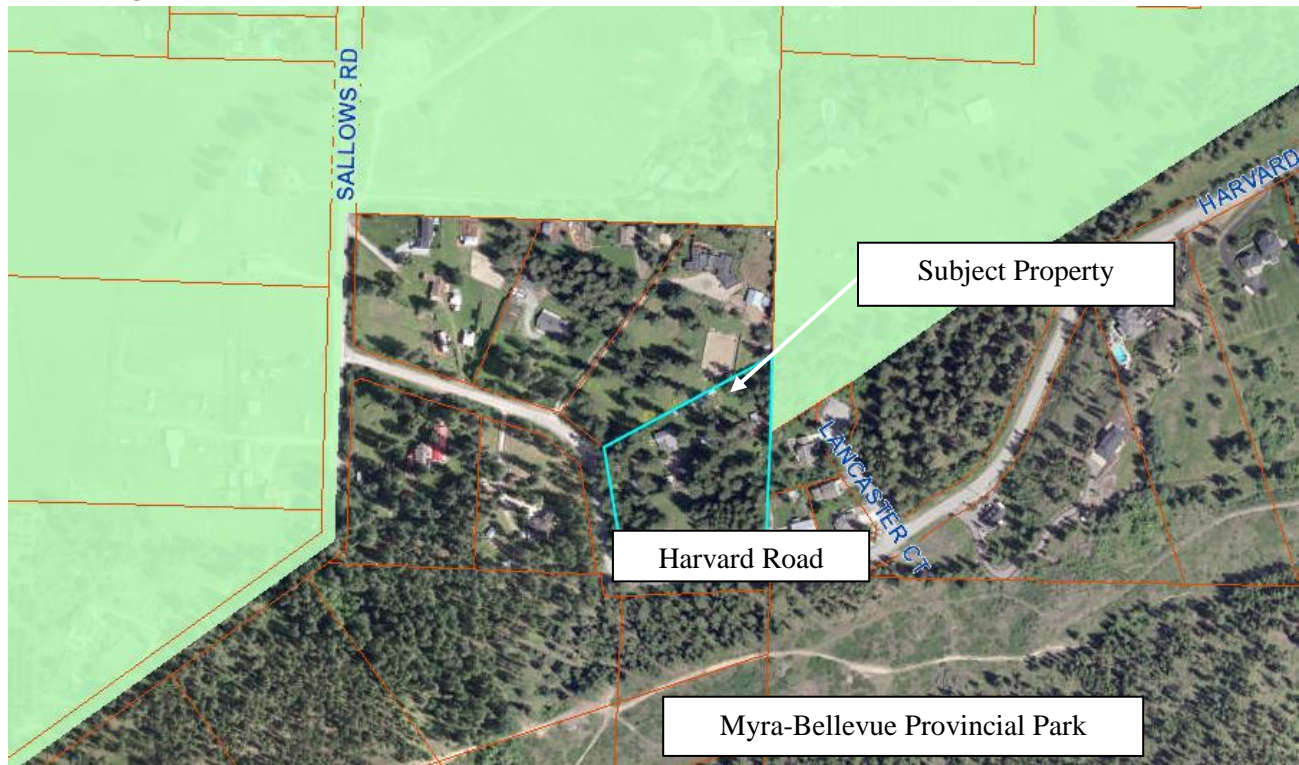 SALLOWS RD
HARVARD
Subject Property
LANCASTER CT
Harvard Road
Myra-Bellevue Provincial Park